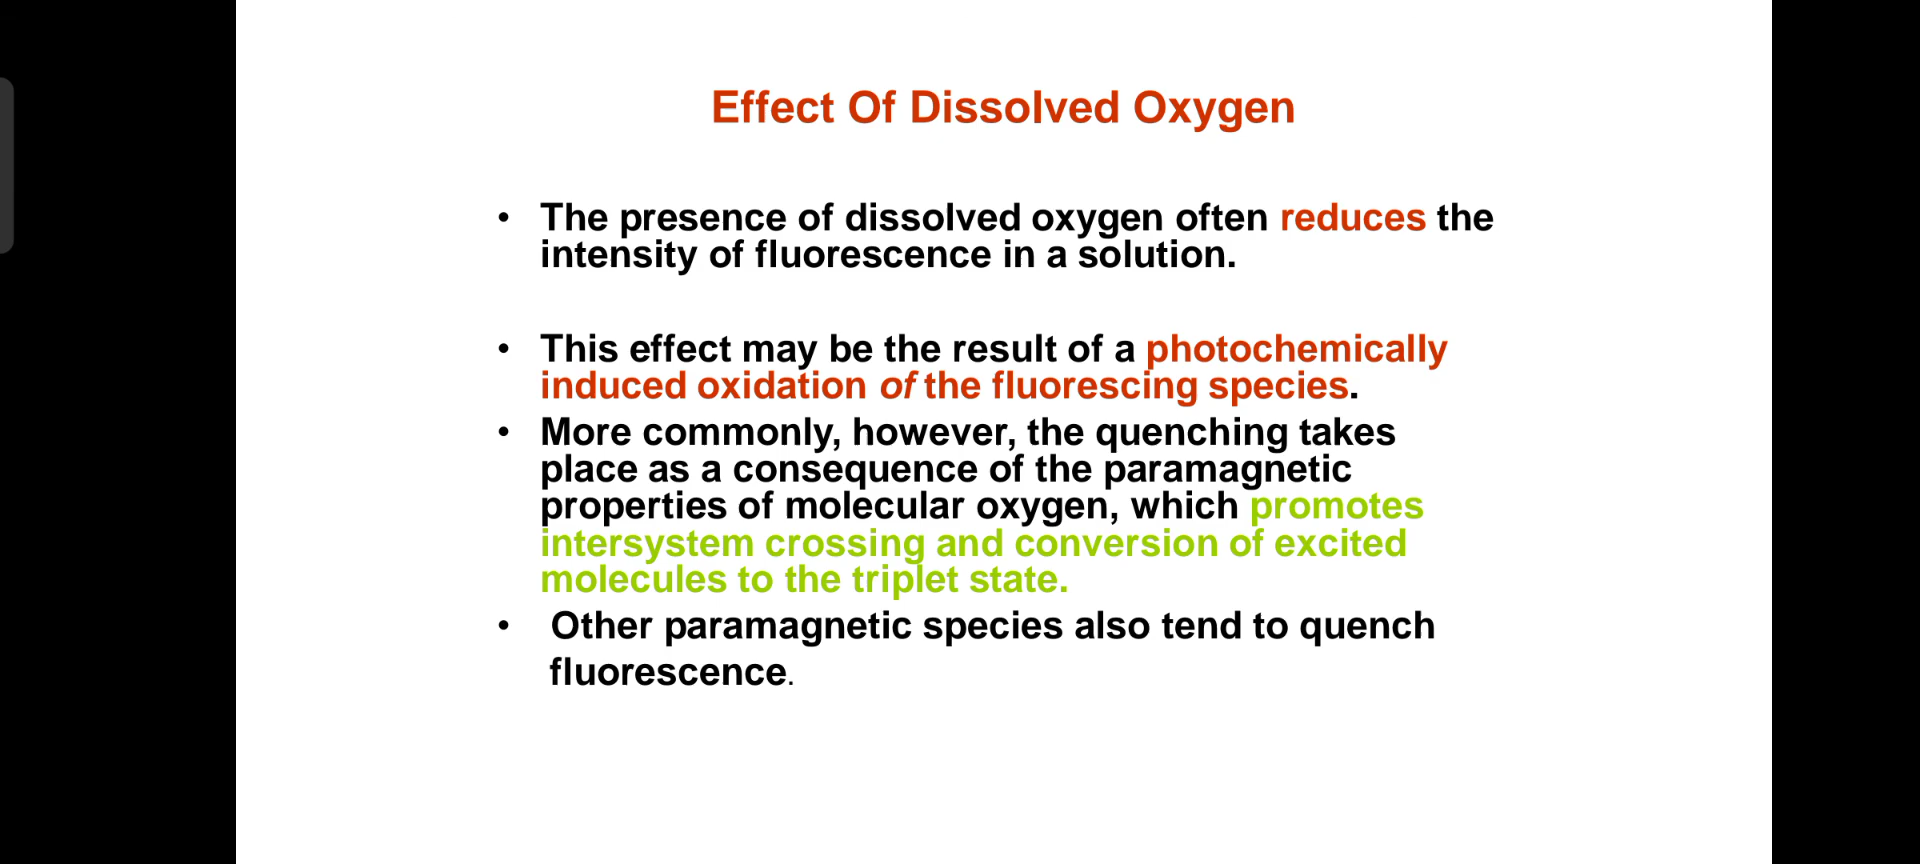 Effect Of Dissolved Oxygen
• The presence of dissolved oxygen often reduces the
intensity of fluorescence in a solution.
• This effect may be the result of a photochemically
induced oxidation of the fluorescing species.
• More commonly, however, the quenching takes
place as a consequence of the paramagnetic
properties of molecular oxygen, which promotes
intersystem crossing and conversion of excited
molecules to the triplet state.
• Other paramagnetic species also tend to quench
fluorescence.